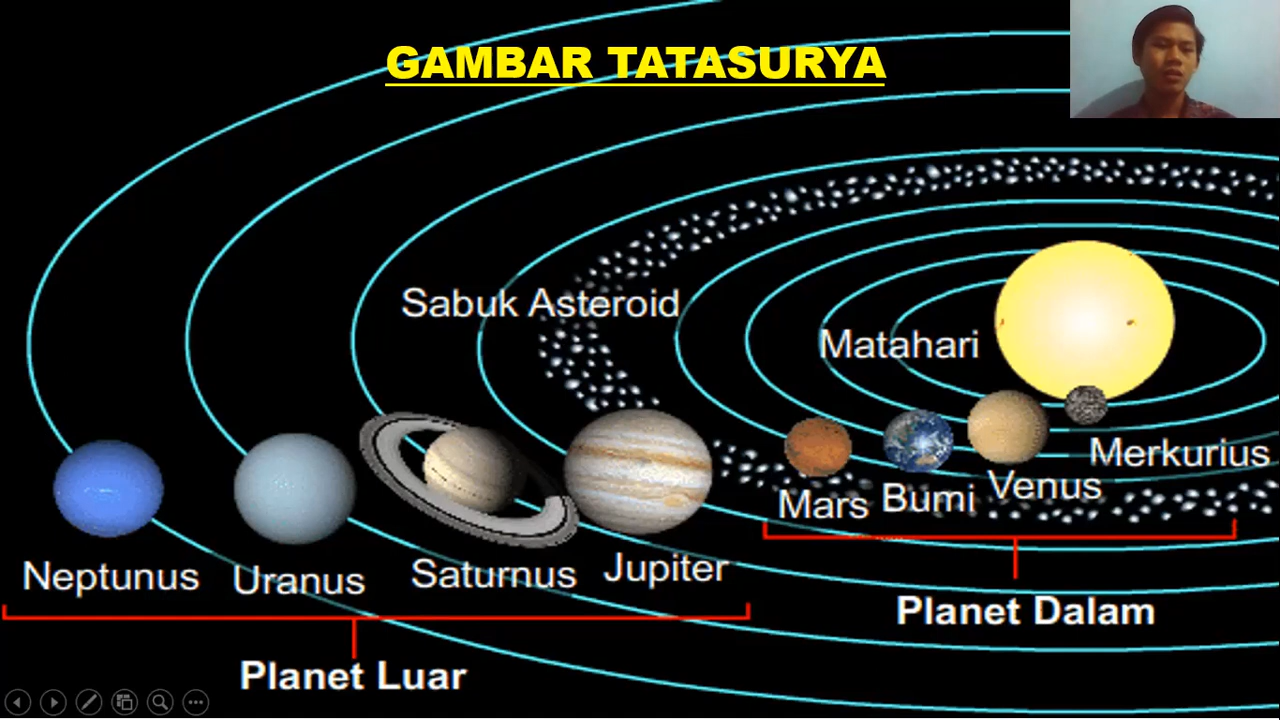 GAMBAR TATASURYA
Sabuk Asteroid
Matahari
Merkurius
Venus
Bumi
Mars
Jupiter
Saturnus
Uranus
Neptunus
Planet Dalam
Planet Luar